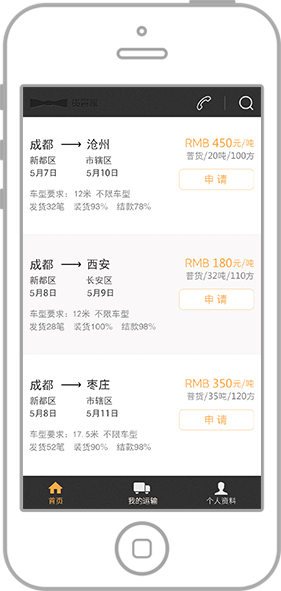 成都 → 沧州
RMB 450元/吨
新都区 市辖区
普货/20吨/100方
5月7日 5月10日
申请
车型要求：12米 不限车型
发货32笔 装货93% 结款78%
成都 → 西安
RMB 180元/吨
新都区 长安区
普货/32吨/110方
5月8日 5月9日
申请
车型要求：12米 不限车型
发货28笔 装货100% 结款98%
成都 → 枣庄
RMB 350元/吨
新都区 市辖区
普货/35吨/120方
5月8日 5月11日
申请
车型要求：17.5米 不限车型
发货52笔 装货90% 结款98%
首页 我的运输 个人资料